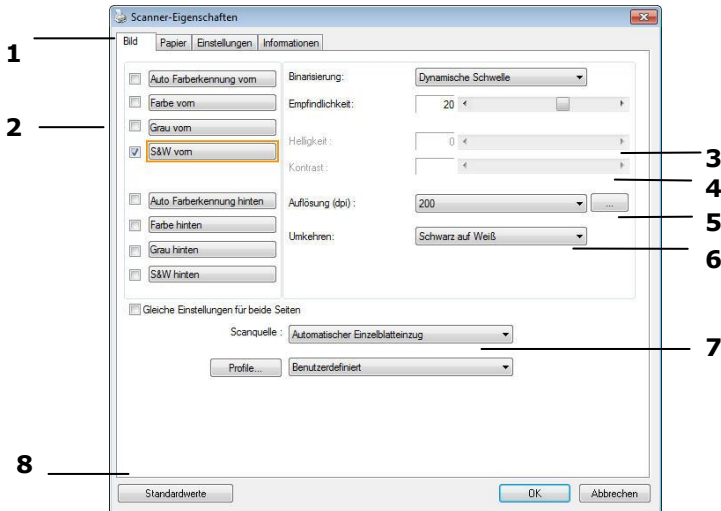 Scanner-Eigenschaften
Bild Papier Einstellungen Informationen
1
Auto Farberkennung vorn Binarisierung: Dynamische Schwelle
Farbe vorn Empfindlichkeit: 20
2 Grau vorn
S&W vorn Helligkeit : 0
3
Kontrast :
4
Auto Farberkennung hinten Auflösung (dpi) : 200 ...
5
Farbe hinten
Umkehren: Schwarz auf Weiß
6
Grau hinten
S&W hinten
Gleiche Einstellungen für beide Seiten
Scanquelle : Automatischer Einzelblatteinzug
7
Profile... Benutzerdefiniert
8
Standardwerte OK Abbrechen